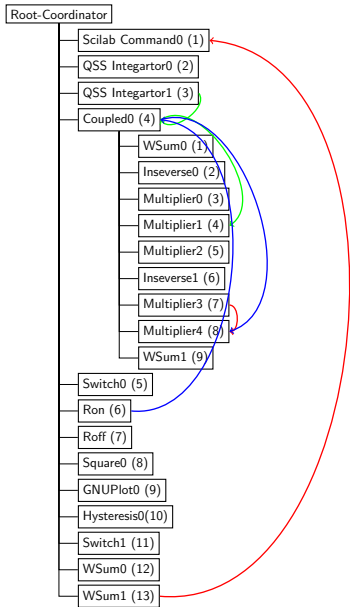 Root-Coordinator
Scilab Command0 (1)
QSS Integartor0 (2)
QSS Integartor1 (3)
Coupled0 (4)
WSum0 (1)
Inseverse0 (2)
Multiplier0 (3)
Multiplier1 (4)
Multiplier2 (5)
Inseverse1 (6)
Multiplier3 (7)
Multiplier4 (8)
WSum1 (9)
Switch0 (5)
Ron (6)
Roff (7)
Square0 (8)
GNUPlot0 (9)
Hysteresis0(10)
Switch1 (11)
WSum0 (12)
WSum1 (13)